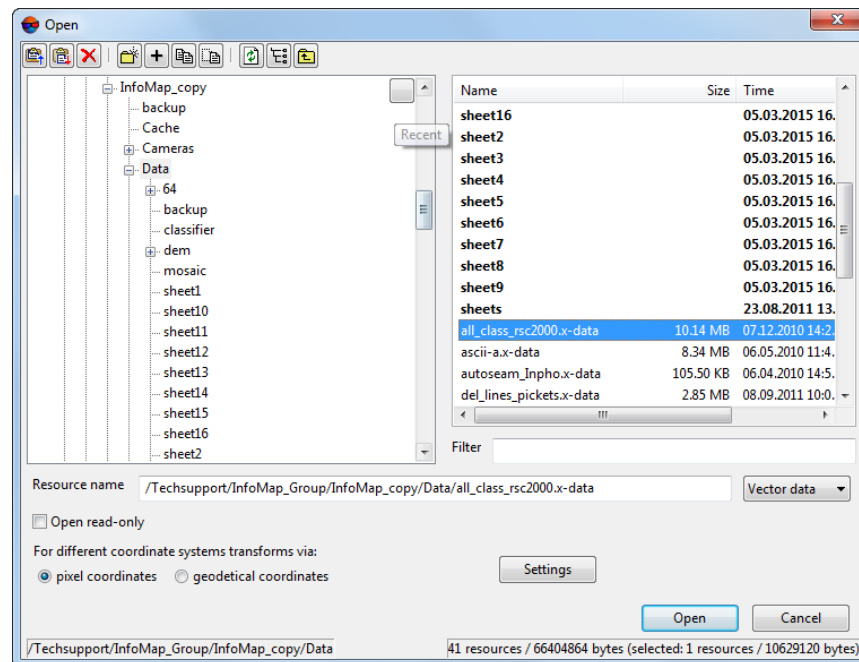 Open
InfoMap_copy
backup
Cache
Cameras
Data
64
backup
classifier
dem
mosaic
sheet1
sheet10
sheet11
sheet12
sheet13
sheet14
sheet15
sheet16
sheet2
Recent
Name Size Time
sheet16 05.03.2015 16.
sheet2 05.03.2015 16.
sheet3 05.03.2015 16.
sheet4 05.03.2015 16.
sheet5 05.03.2015 16.
sheet6 05.03.2015 16.
sheet7 05.03.2015 16.
sheet8 05.03.2015 16.
sheet9 05.03.2015 16.
sheets 23.08.2011 13.
all_class_rsc2000.x-data 10.14 MB 07.12.2010 14:2.
ascii-a.x-data 8.34 MB 06.05.2010 11:4.
autoseam_Inpho.x-data 105.50 KB 06.04.2010 14:5.
del_lines_pickets.x-data 2.85 MB 08.09.2011 10:0.
Filter
Resource name /Techsupport/InfoMap_Group/InfoMap_copy/Data/all_class_rsc2000.x-data Vector data
Open read-only
For different coordinate systems transforms via:
pixel coordinates geodetical coordinates
Settings
Open Cancel
/Techsupport/InfoMap_Group/InfoMap_copy/Data 41 resources / 66404864 bytes (selected: 1 resources / 10629120 bytes)